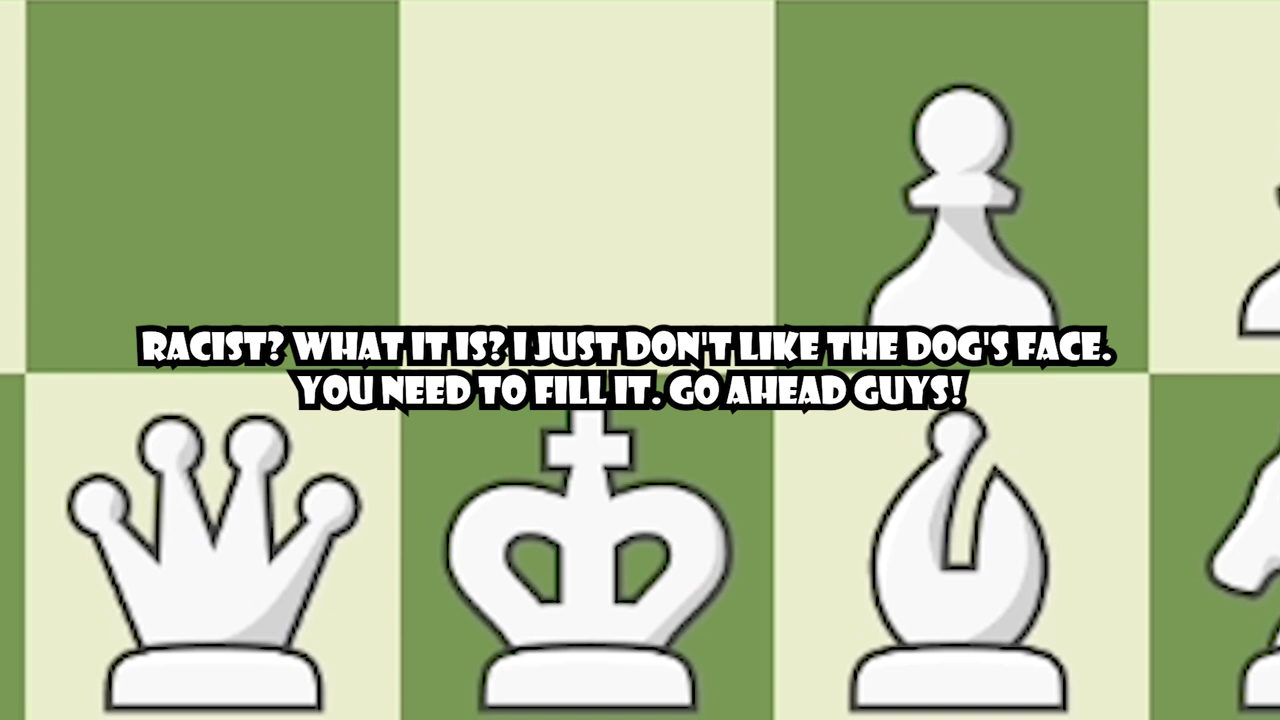 RACIST? WHAT IT IS? I JUST DON'T LIKE THE DOG'S FACE.
YOU NEED TO FILL IT. GO AHEAD GUYS!